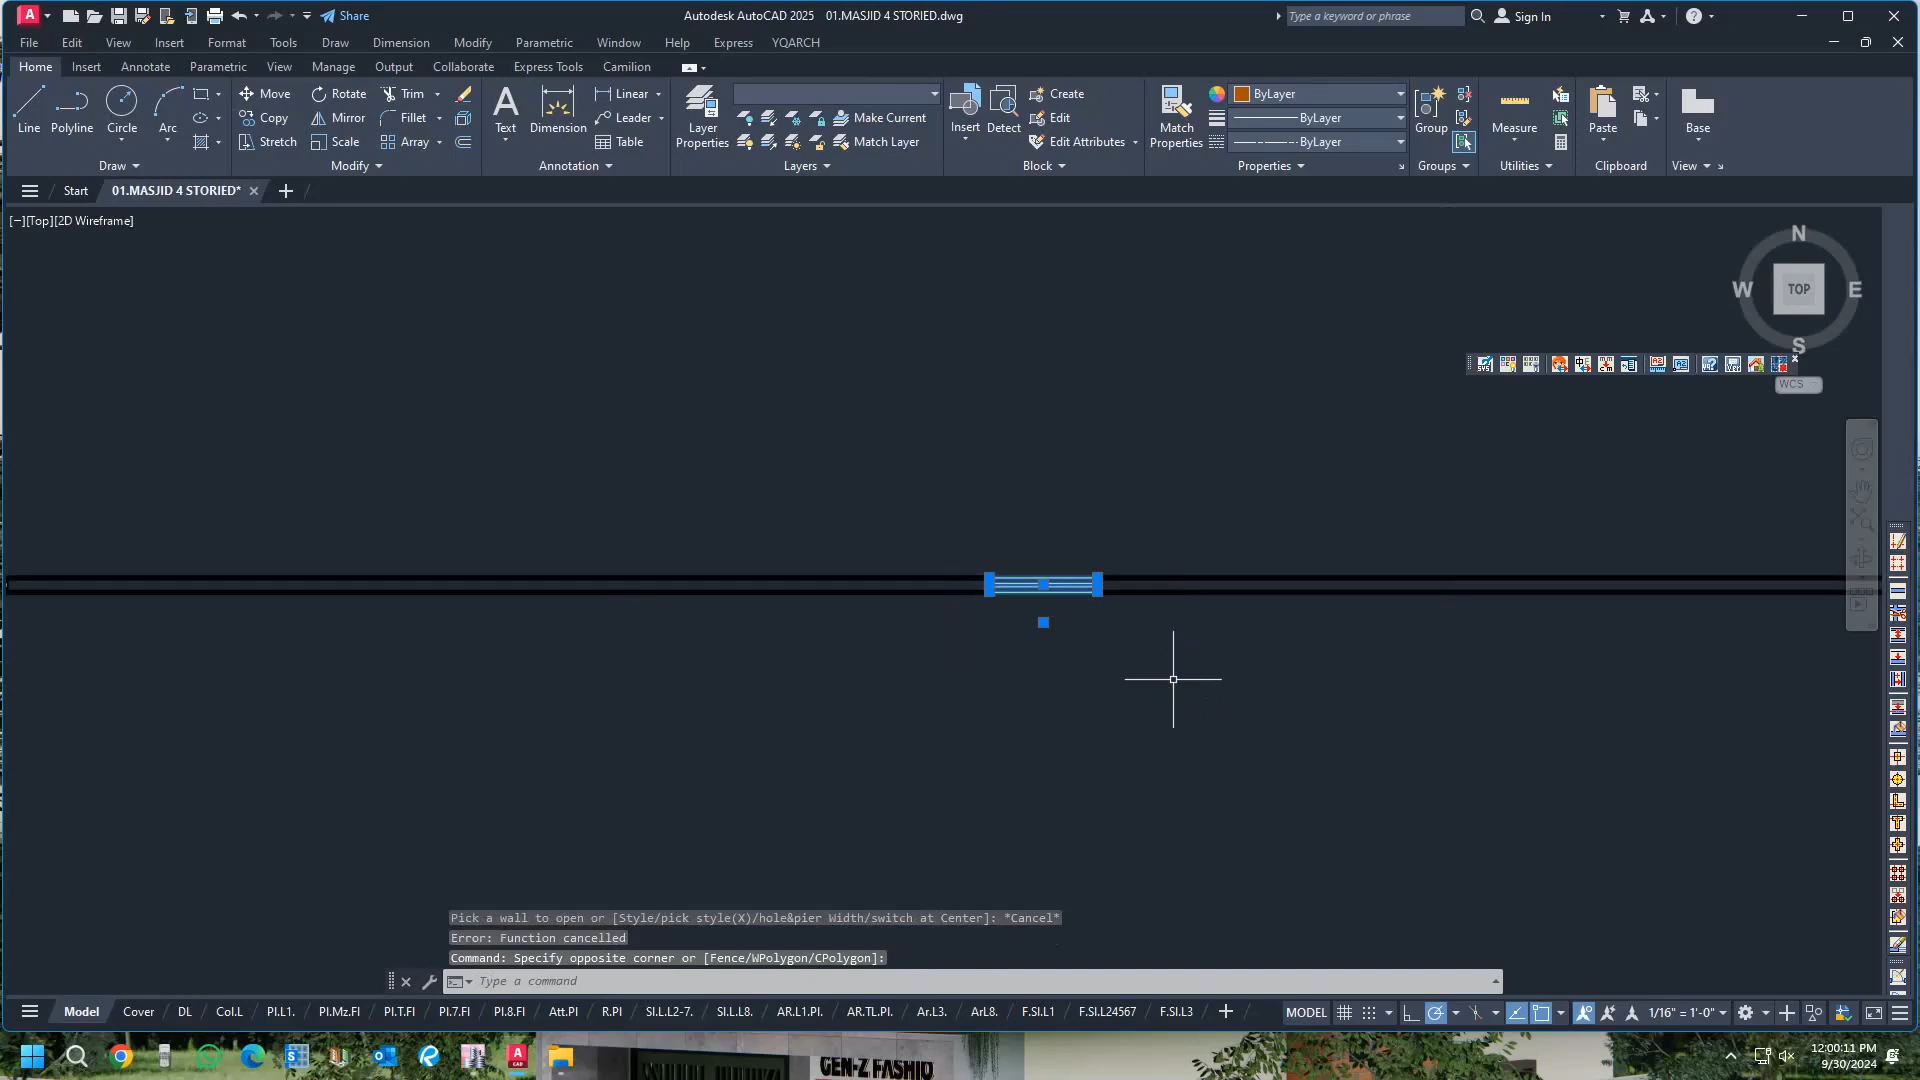 Share
Autodesk AutoCAD 2025 01.MASJID 4 STORIED.dwg
Type a keyword or phrase
Sign In
File Edit View Insert Format Tools Draw Dimension Modify Parametric Window Help Express YQARCH
Home Insert Annotate Parametric View Manage Output Collaborate Express Tools Camilion
Line Polyline Circle Arc
Move Rotate Trim
Copy Mirror Fillet
Stretch Scale Array
Text Dimension
Linear
Leader
Table
Layer Properties
Make Current
Match Layer
Insert Detect
Create
Edit
Edit Attributes
Match Properties
ByLayer
ByLayer
ByLayer
Group
Measure
Paste
Base
Draw Modify Annotation Layers Block Properties Groups Utilities Clipboard View
Start 01.MASJID 4 STORIED*
[−][Top][2D Wireframe]
N
W TOP E
S
WCS
Pick a wall to open or [Style/pick style(X)/hole&pier Width/switch at Center]: *Cancel*
Error: Function cancelled
Command: Specify opposite corner or [Fence/WPolygon/CPolygon]:
Type a command
Model Cover DL Col.L Pl.L1. Pl.Mz.Fl Pl.T.Fl Pl.7.Fl Pl.8.Fl Att.Pl R.Pl Sl.L.L2-7. Sl.L.L8. AR.L1.Pl. AR.TL.Pl. Ar.L3. ArL8. F.Sl.L1 F.Sl.L24567 F.Sl.L3
MODEL 1/16" = 1'-0"
GEN-Z FASHIO
12:00:11 PM
9/30/2024